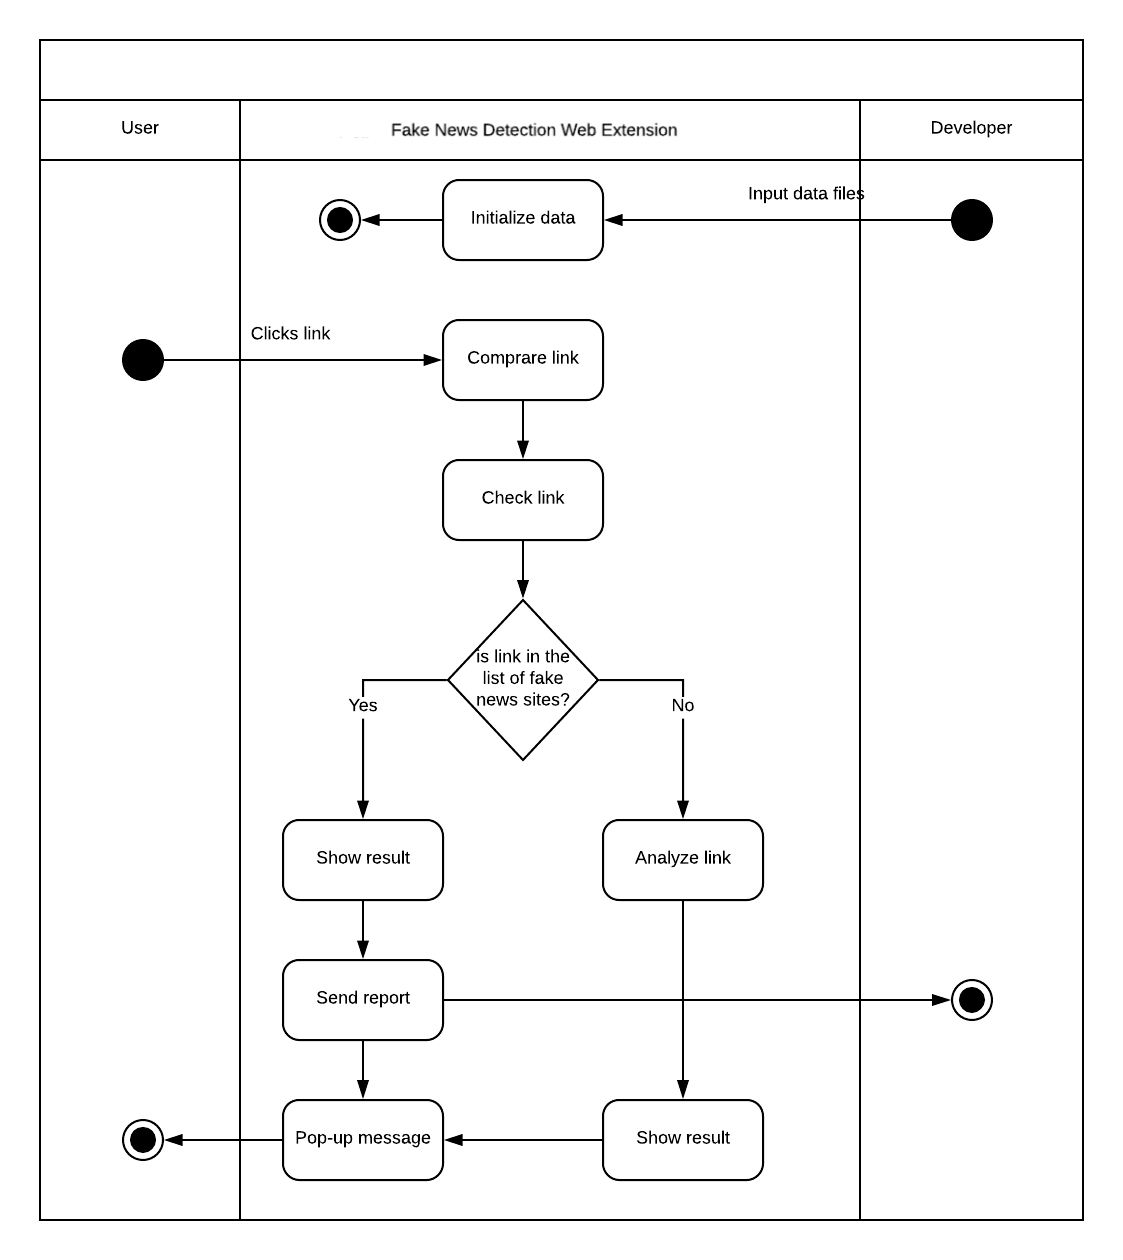 User
Fake News Detection Web Extension
Developer
Input data files
Initialize data
Clicks link
Comprare link
Check link
is link in the
list of fake
news sites?
Yes
No
Show result
Analyze link
Send report
Pop-up message
Show result